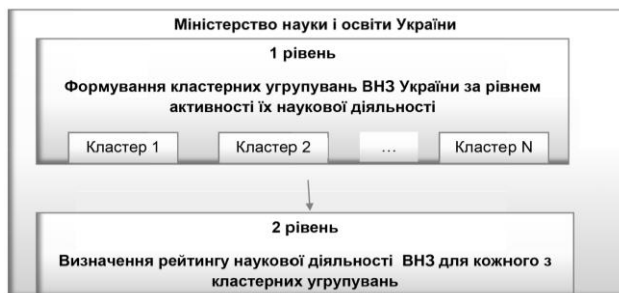 Міністерство науки і освіти України
1 рівень
Формування кластерних угрупувань ВНЗ України за рівнем
активності їх наукової діяльності
Кластер 1
Кластер 2
...
Кластер N
2 рівень
Визначення рейтингу наукової діяльності ВНЗ для кожного з
кластерних угрупувань